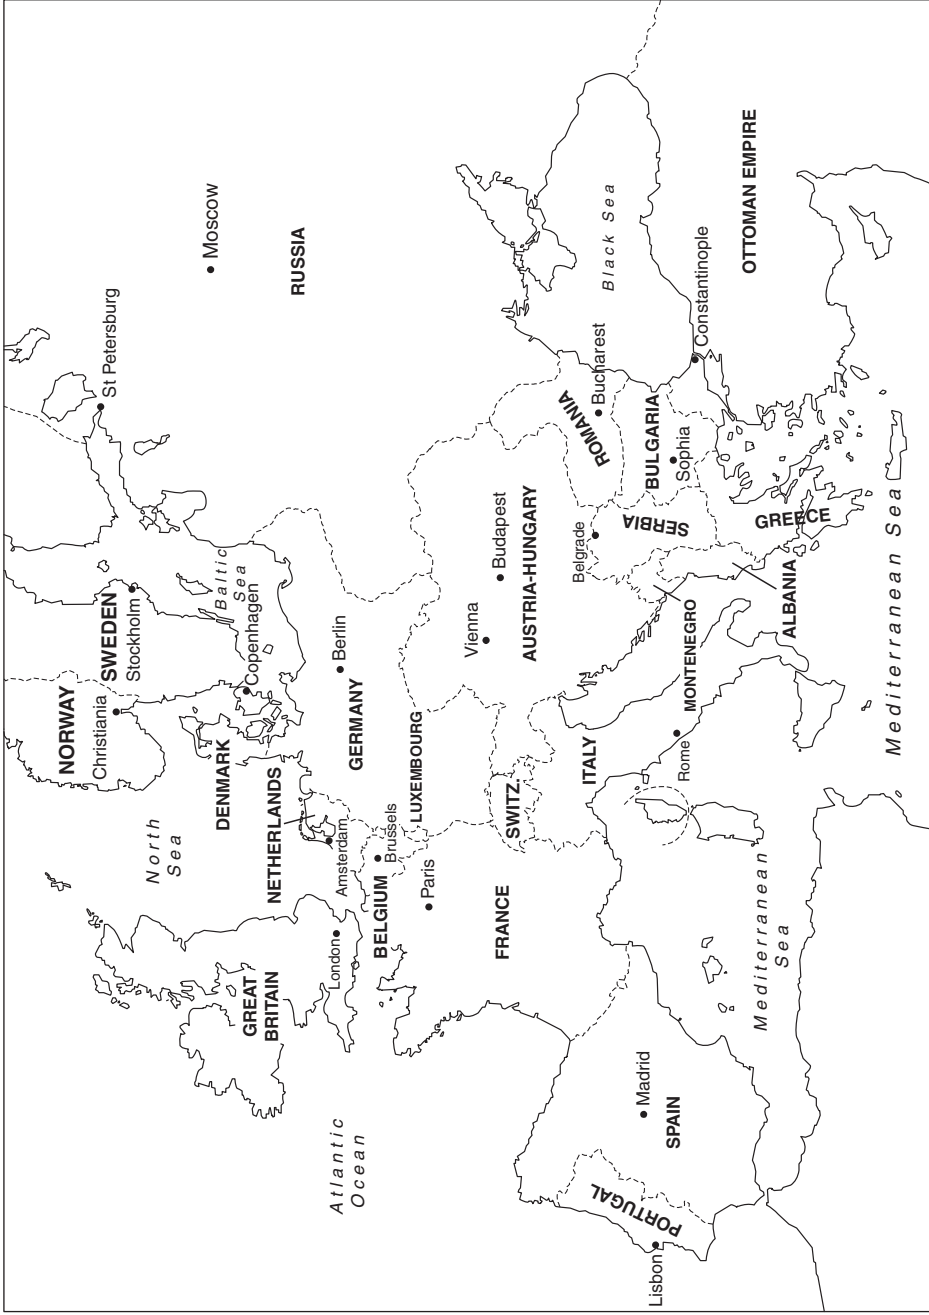 NORWAY
Christiania
SWEDEN
Stockholm
St Petersburg
Moscow
RUSSIA
North
Sea
DENMARK
Copenhagen
Baltic
Sea
GREAT
BRITAIN
London
NETHERLANDS
Amsterdam
BELGIUM
Brussels
LUXEMBOURG
GERMANY
Berlin
Atlantic
Ocean
Paris
FRANCE
SWITZ.
Vienna
Budapest
AUSTRIA-HUNGARY
ROMANIA
Bucharest
Black Sea
Belgrade
SERBIA
BULGARIA
Sophia
Constantinople
OTTOMAN EMPIRE
ITALY
Rome
MONTENEGRO
ALBANIA
GREECE
PORTUGAL
Lisbon
Madrid
SPAIN
Mediterranean
Sea
Mediterranean Sea